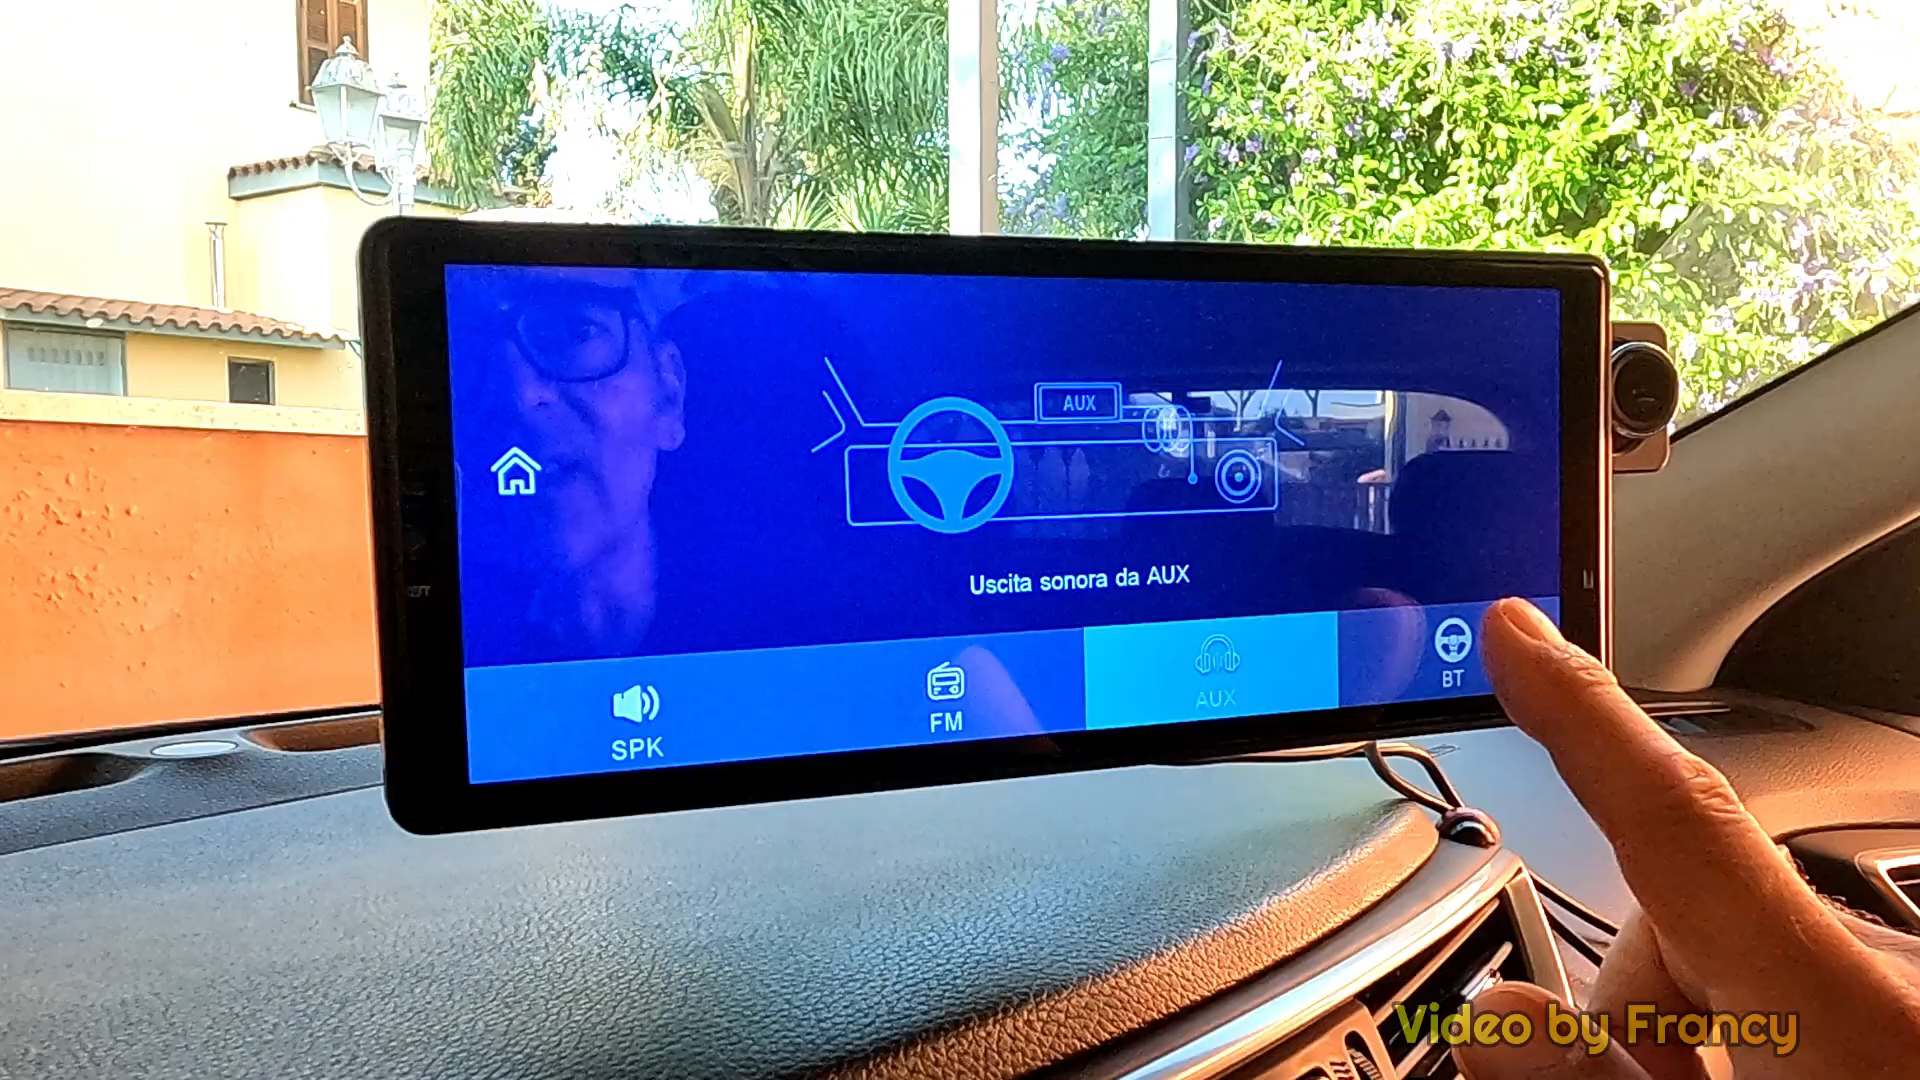 AUX
Uscita sonora da AUX
SPK
FM
AUX
BT
Video by Francy